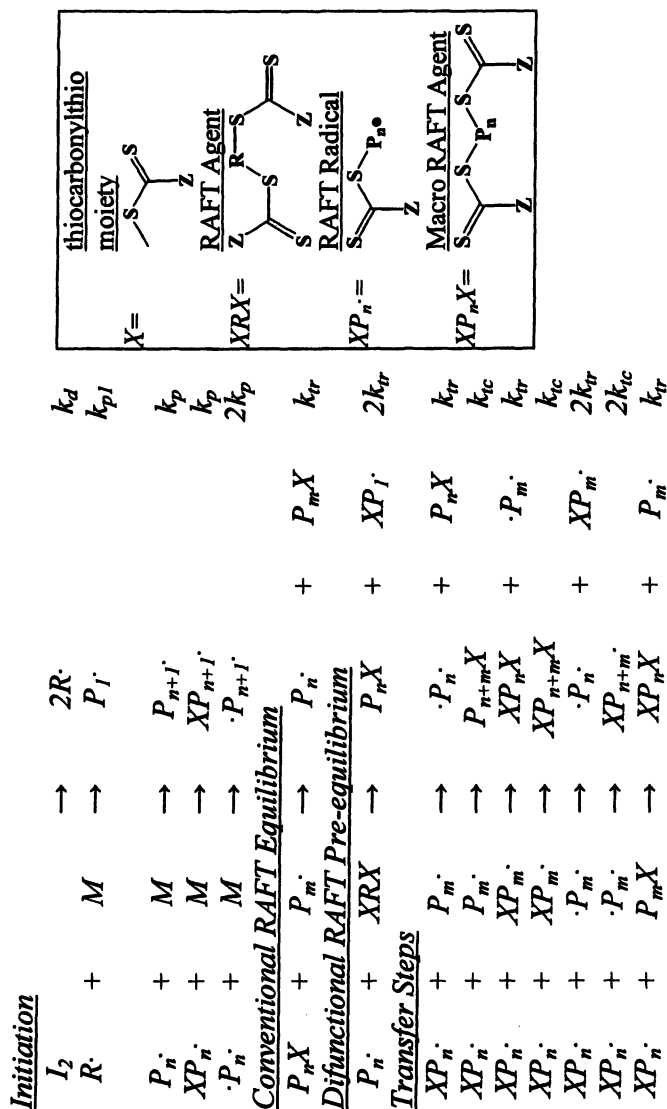 Initiation
I₂ → 2R· k_d
R· + M → P₁· k_p1
P_n· + M → P_n+1· k_p
XP_n· + M → XP_n+1· k_p
·P_n· + M → ·P_n+1· 2k_p
Conventional RAFT Equilibrium
P_nX + P_m· → P_n· + P_mX k_tr
Difunctional RAFT Pre-equilibrium
P_n· + XRX → P_nX + XP₁· 2k_tr
Transfer Steps
XP_n· + P_m· → ·P_n· + P_nX k_tr
XP_n· + P_m· → P_n+mX k_tc
XP_n· + XP_m· → XP_nX + ·P_m· k_tr
XP_n· + XP_m· → XP_n+mX k_tc
XP_n· + ·P_m· → ·P_n· + XP_m· 2k_tr
XP_n· + ·P_m· → XP_n+m· 2k_tc
XP_n· + P_mX → XP_nX + P_m· k_tr
thiocarbonylthio
moiety
X= S S Z
RAFT Agent
XRX= Z S S R S S Z
RAFT Radical
XP_n·= S S P_n• Z
Macro RAFT Agent
XP_nX= S S P_n S S Z Z